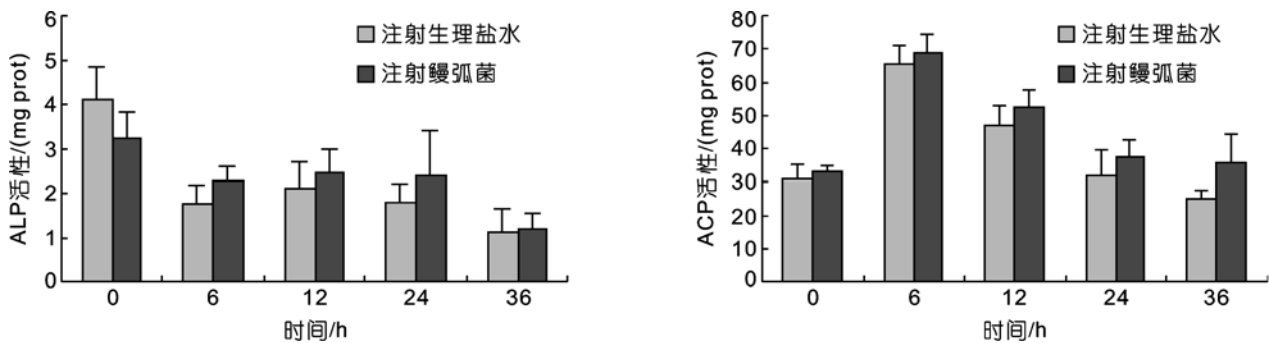 ALP活性/(mg prot)
6
5
4
3
2
1
0
注射生理盐水
注射鳗弧菌
0 6 12 24 36
时间/h
ACP活性/(mg prot)
80
70
60
50
40
30
20
10
0
注射生理盐水
注射鳗弧菌
0 6 12 24 36
时间/h